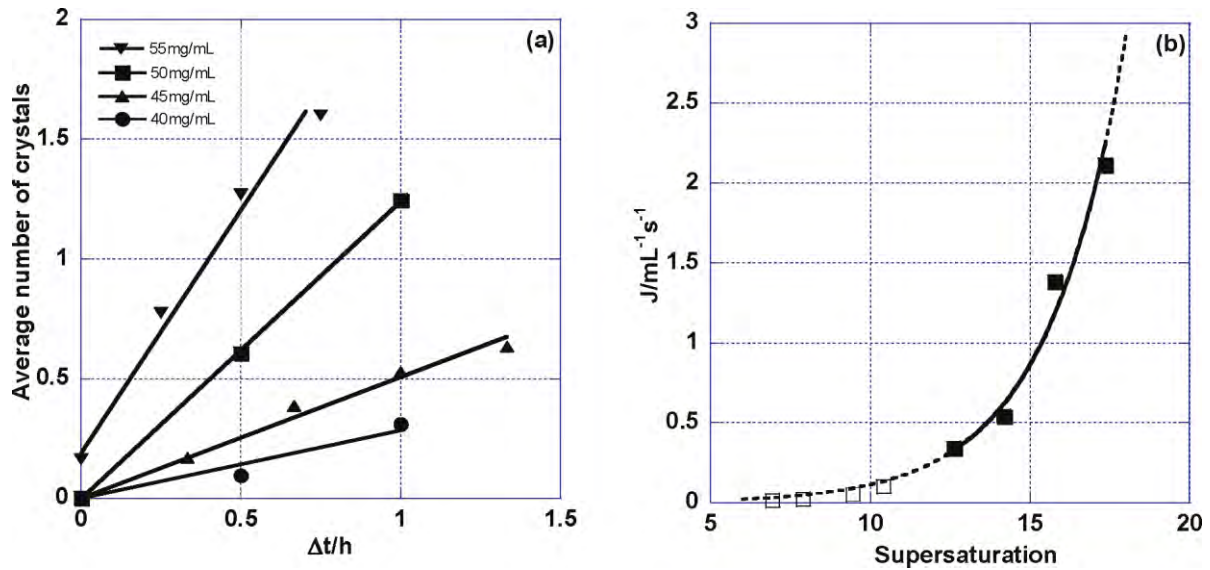 (a)
55mg/mL
50mg/mL
45mg/mL
40mg/mL
Average number of crystals
2
1.5
1
0.5
0
0 0.5 1 1.5
Δt/h
(b)
J/mL⁻¹s⁻¹
3
2.5
2
1.5
1
0.5
0
5 10 15 20
Supersaturation